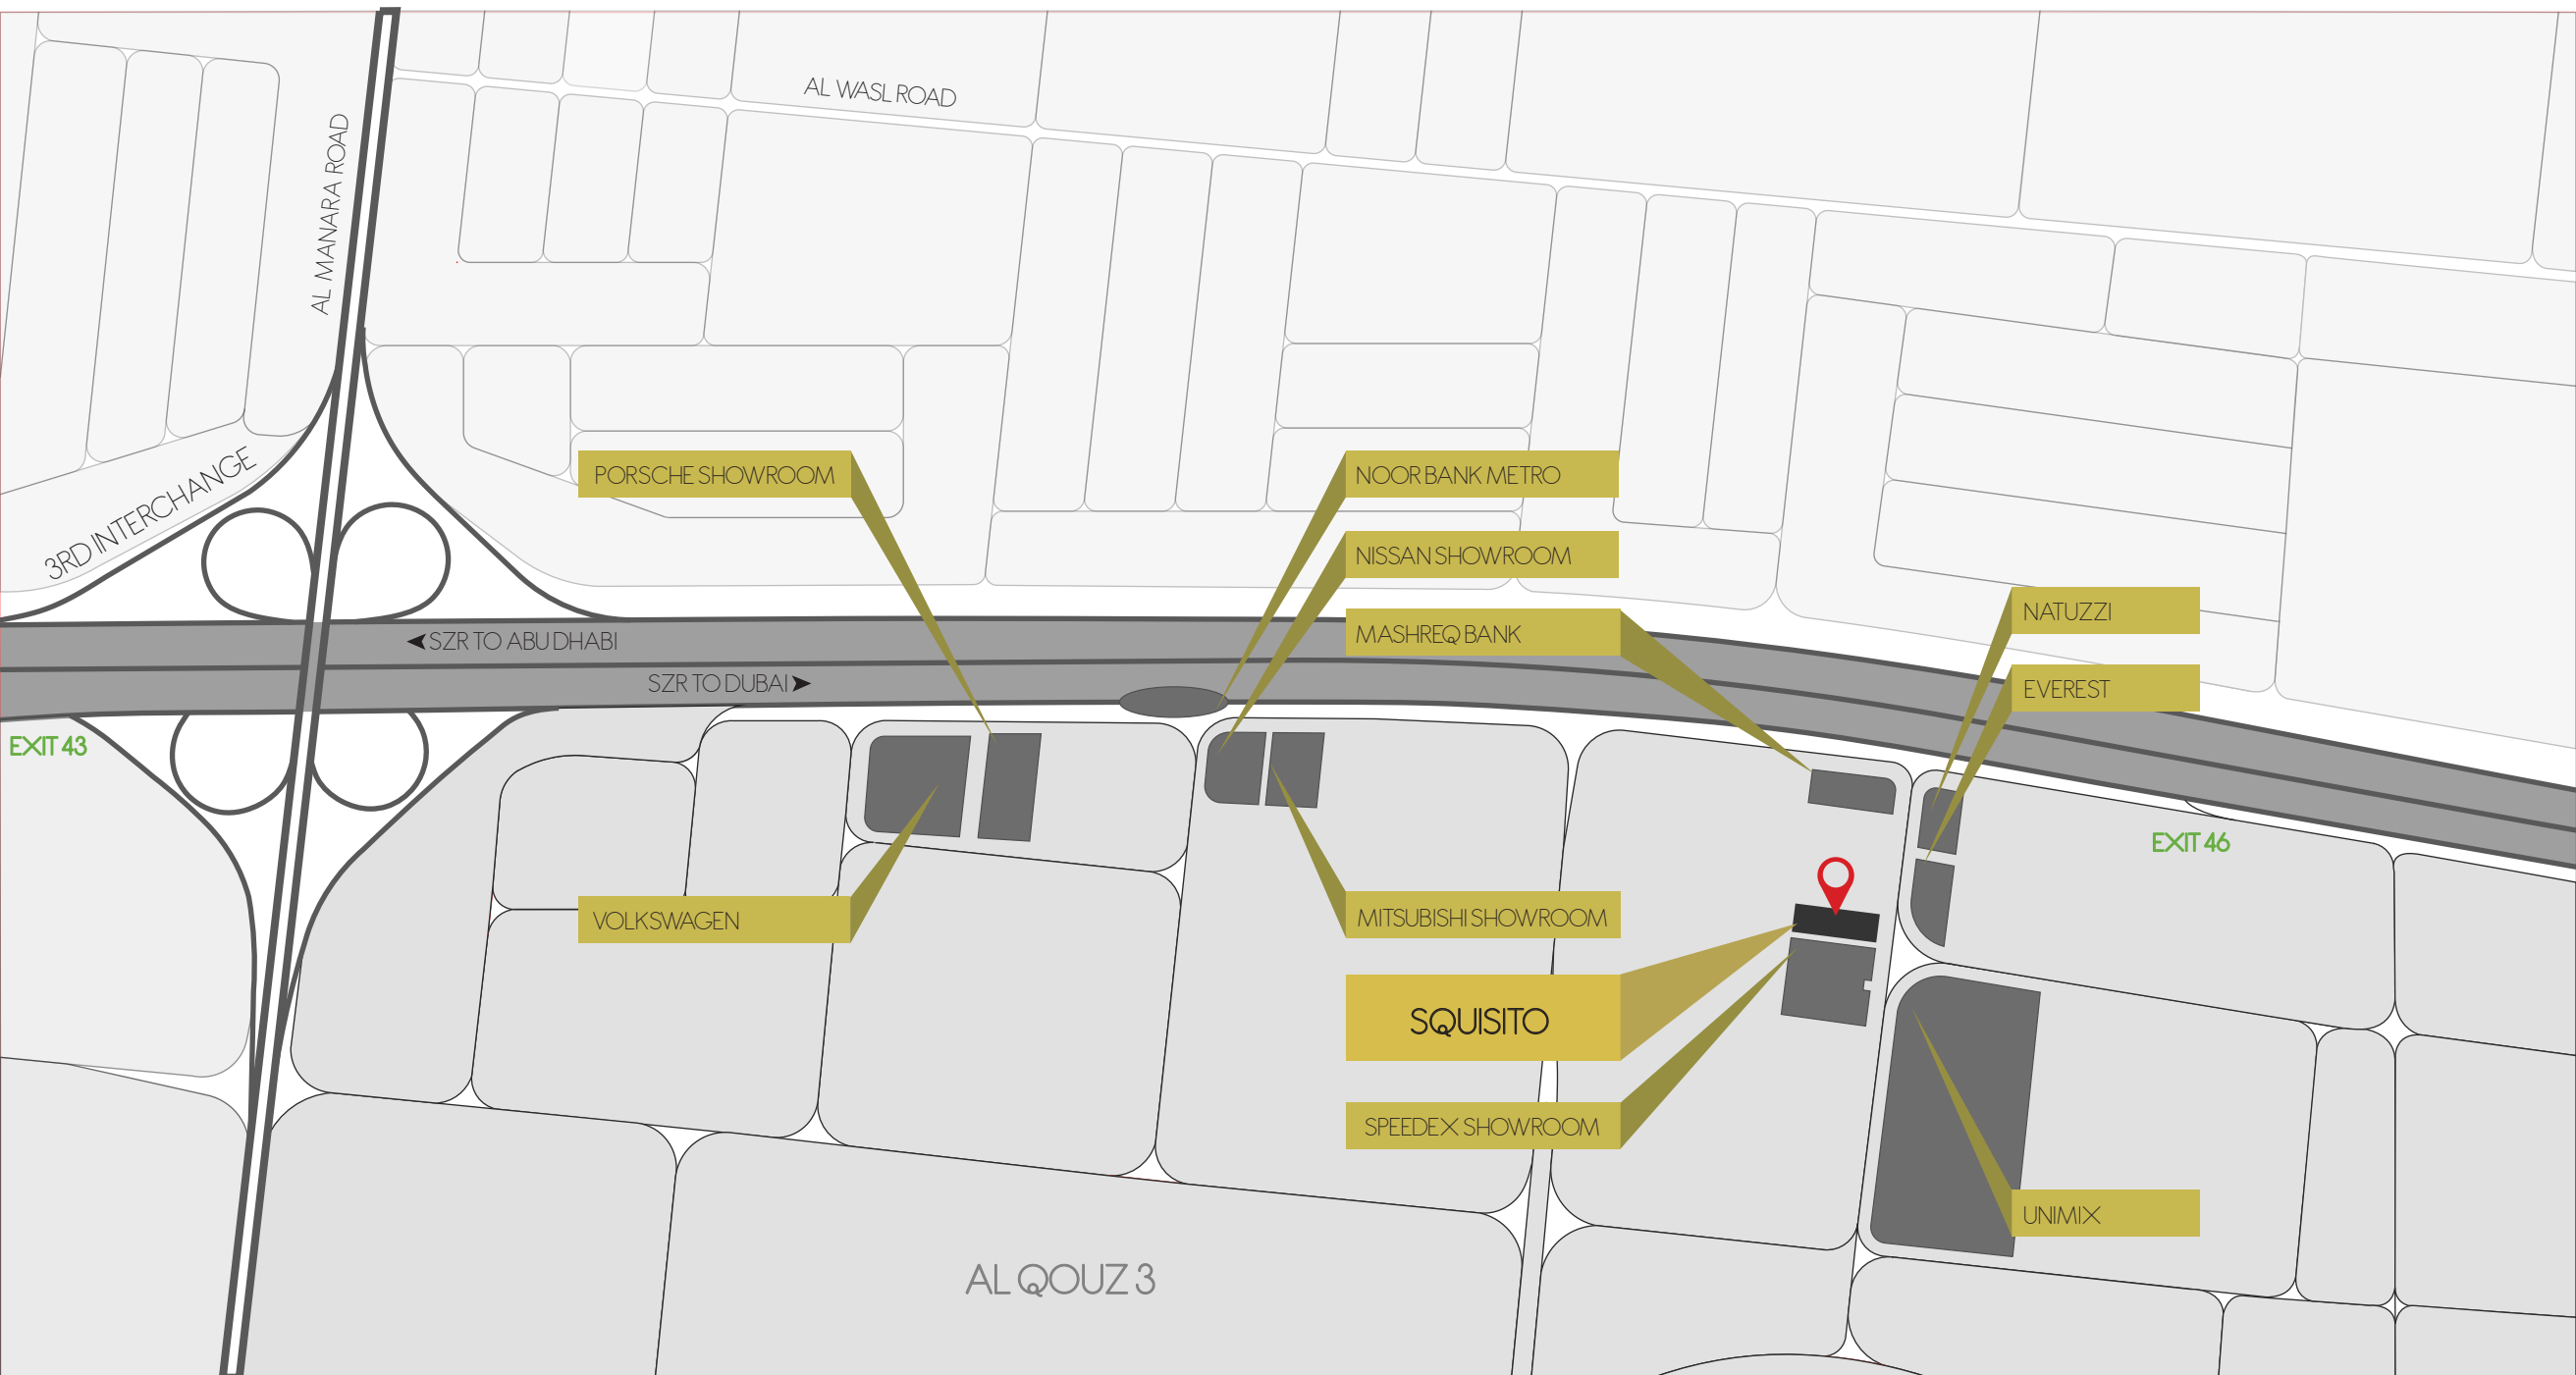 AL WASL ROAD
AL MANARA ROAD
3RD INTERCHANGE
PORSCHE SHOWROOM
NOOR BANK METRO
NISSAN SHOWROOM
MASHREQ BANK
NATUZZI
EVEREST
SZR TO ABU DHABI
SZR TO DUBAI
EXIT 43
EXIT 46
VOLKSWAGEN
MITSUBISHI SHOWROOM
SQUISITO
SPEEDEX SHOWROOM
UNIMIX
AL QOUZ 3